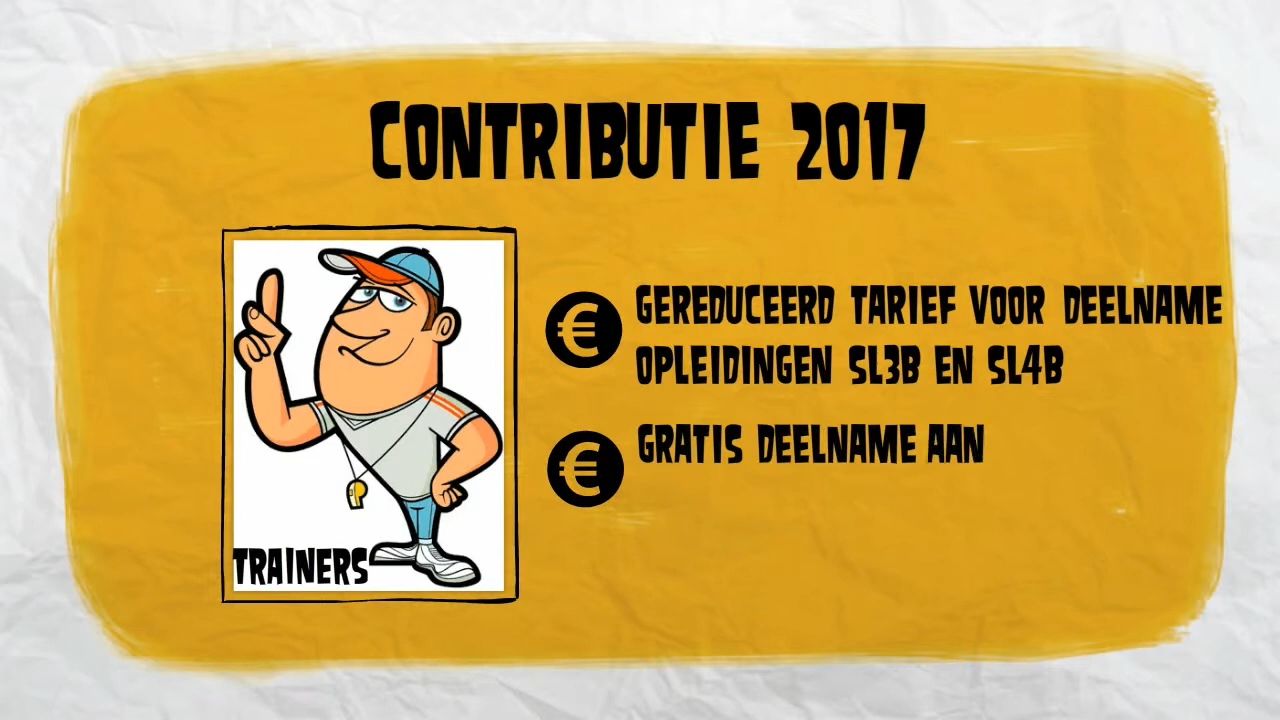 CONTRIBUTIE 2017
GEREDUCEERD TARIEF VOOR DEELNAME
OPLEIDINGEN SL3B EN SL4B
GRATIS DEELNAME AAN
TRAINERS